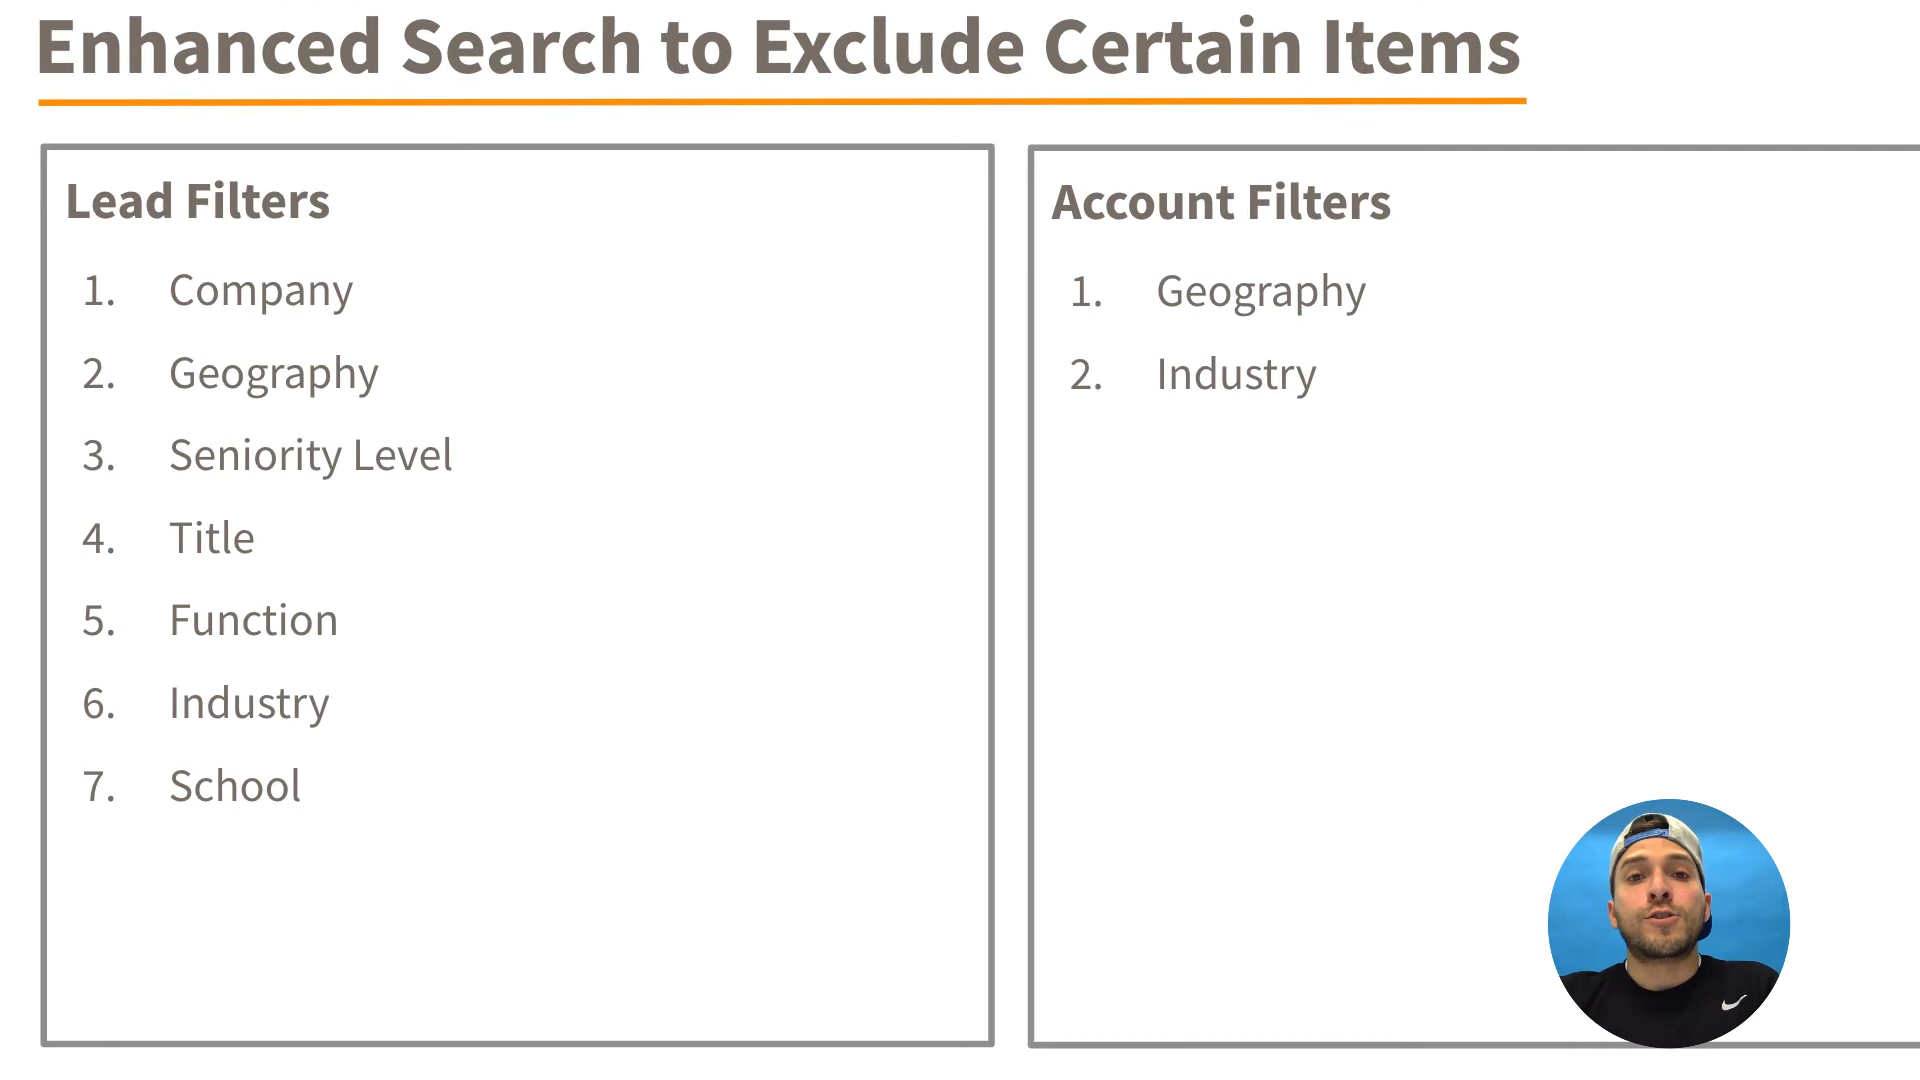 Enhanced Search to Exclude Certain Items
Lead Filters
1. Company
2. Geography
3. Seniority Level
4. Title
5. Function
6. Industry
7. School
Account Filters
1. Geography
2. Industry